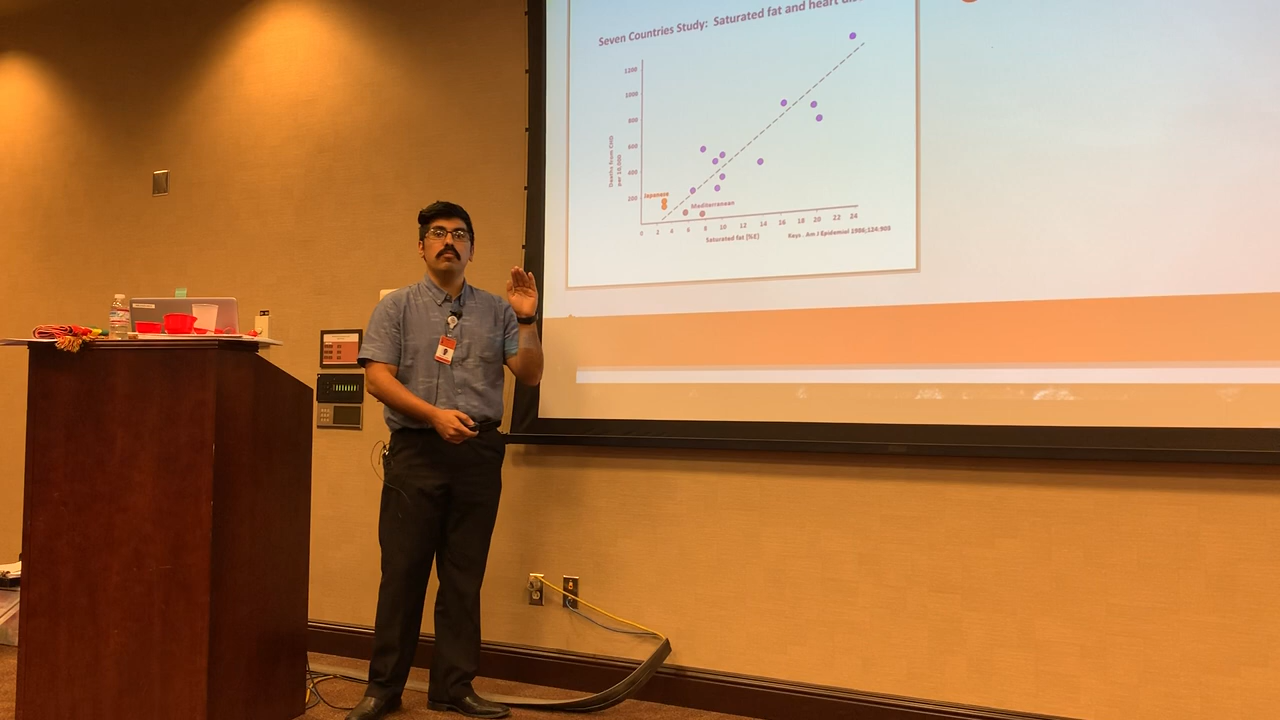 Seven Countries Study: Saturated fat and heart
1200
1000
800
600
400
200
Deaths from CHD
per 10,000
Japanese
Mediterranean
0 2 4 6 8 10 12 14 16 18 20 22 24
Saturated fat (%E)
Keys. Am J Epidemiol 1986;124:903